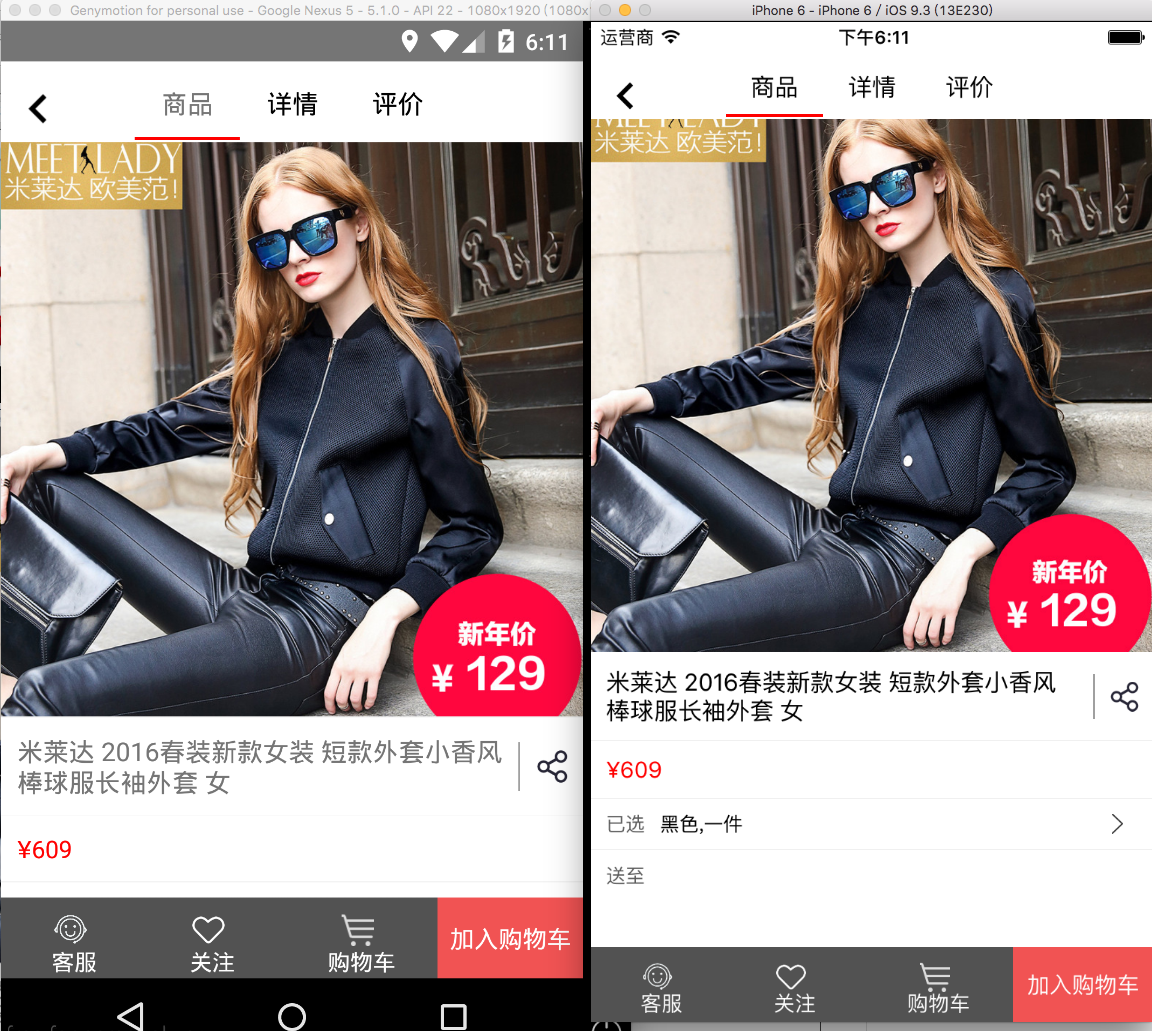 Genymotion for personal use - Google Nexus 5 - 5.1.0 - API 22 - 1080x1920 (1080x
6:11
商品 详情 评价
MEET LADY
米莱达 欧美范!
新年价
¥ 129
米莱达 2016春装新款女装 短款外套小香风
棒球服长袖外套 女
¥609
客服 关注 购物车 加入购物车
iPhone 6 - iPhone 6 / iOS 9.3 (13E230)
运营商 下午6:11
商品 详情 评价
MEET LADY
米莱达 欧美范!
新年价
¥ 129
米莱达 2016春装新款女装 短款外套小香风
棒球服长袖外套 女
¥609
已选 黑色,一件
送至
客服 关注 购物车 加入购物车